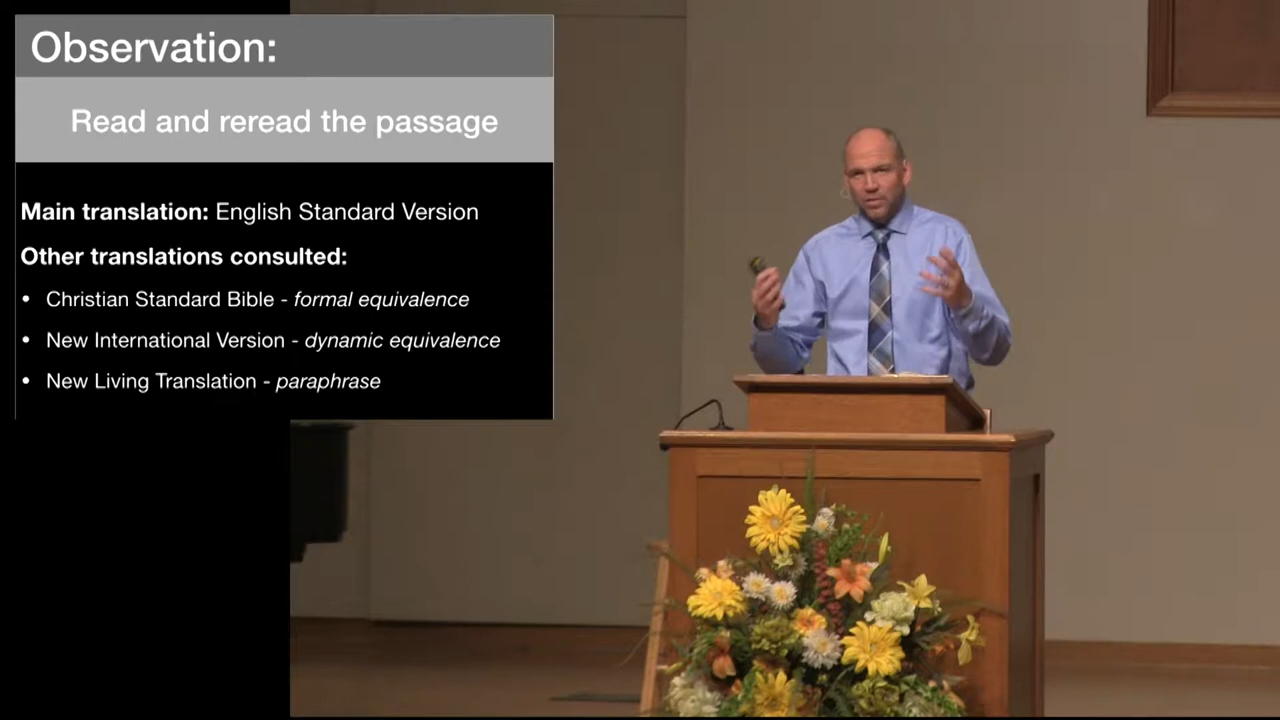 Observation:
Read and reread the passage
Main translation: English Standard Version
Other translations consulted:
• Christian Standard Bible - formal equivalence
• New International Version - dynamic equivalence
• New Living Translation - paraphrase